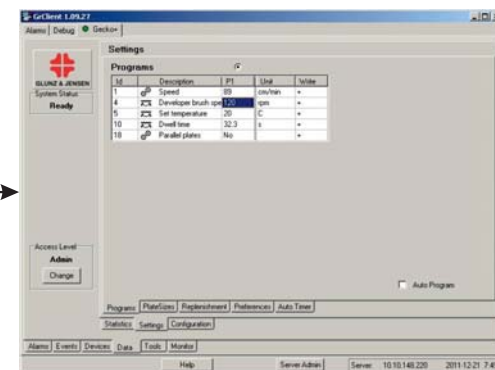 GrClient 1.09.27
Alarms Debug Gecko+
GLUNZ & JENSEN
System Status
Ready
Access Level
Admin
Change
Settings
Programs
Id Description P1 Unit Write
1 Speed 89 cm/min +
4 Developer brush spe 120 rpm +
5 Set temperature 20 C +
10 Dwell time 32.3 s +
18 Parallel plates No +
Auto Program
Programs PlateSizes Replenishment Preferences Auto Timer
Statistics Settings Configuration
Alarms Events Devices Data Tools Monitor
Help Server Admin Server: 10.10.148.220 2011-12-21 7:4